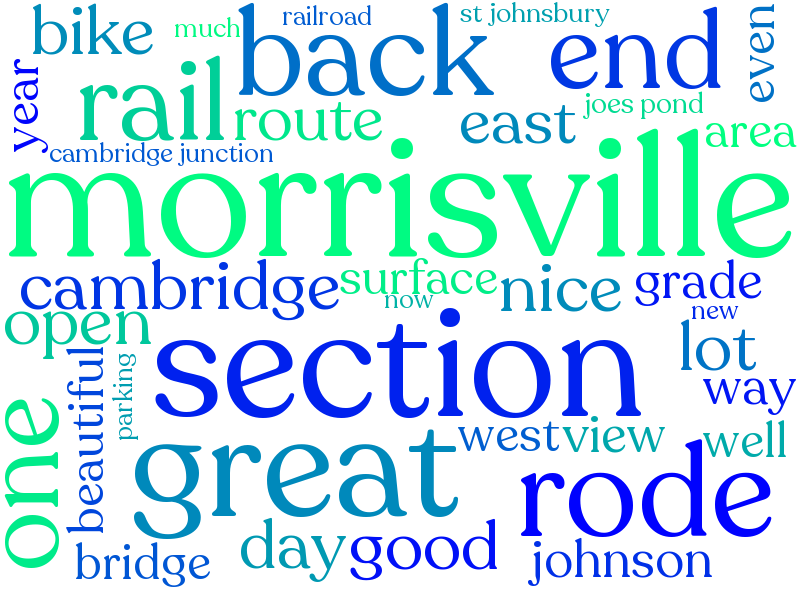 bike
much
railroad
st johnsbury
back
end
even
year
rail
route
east
joes pond
area
cambridge junction
morrisville
cambridge
surface
now
nice
grade
new
open
section
lot
way
one
beautiful
parking
great
west
view
well
rode
bridge
day
good
johnson